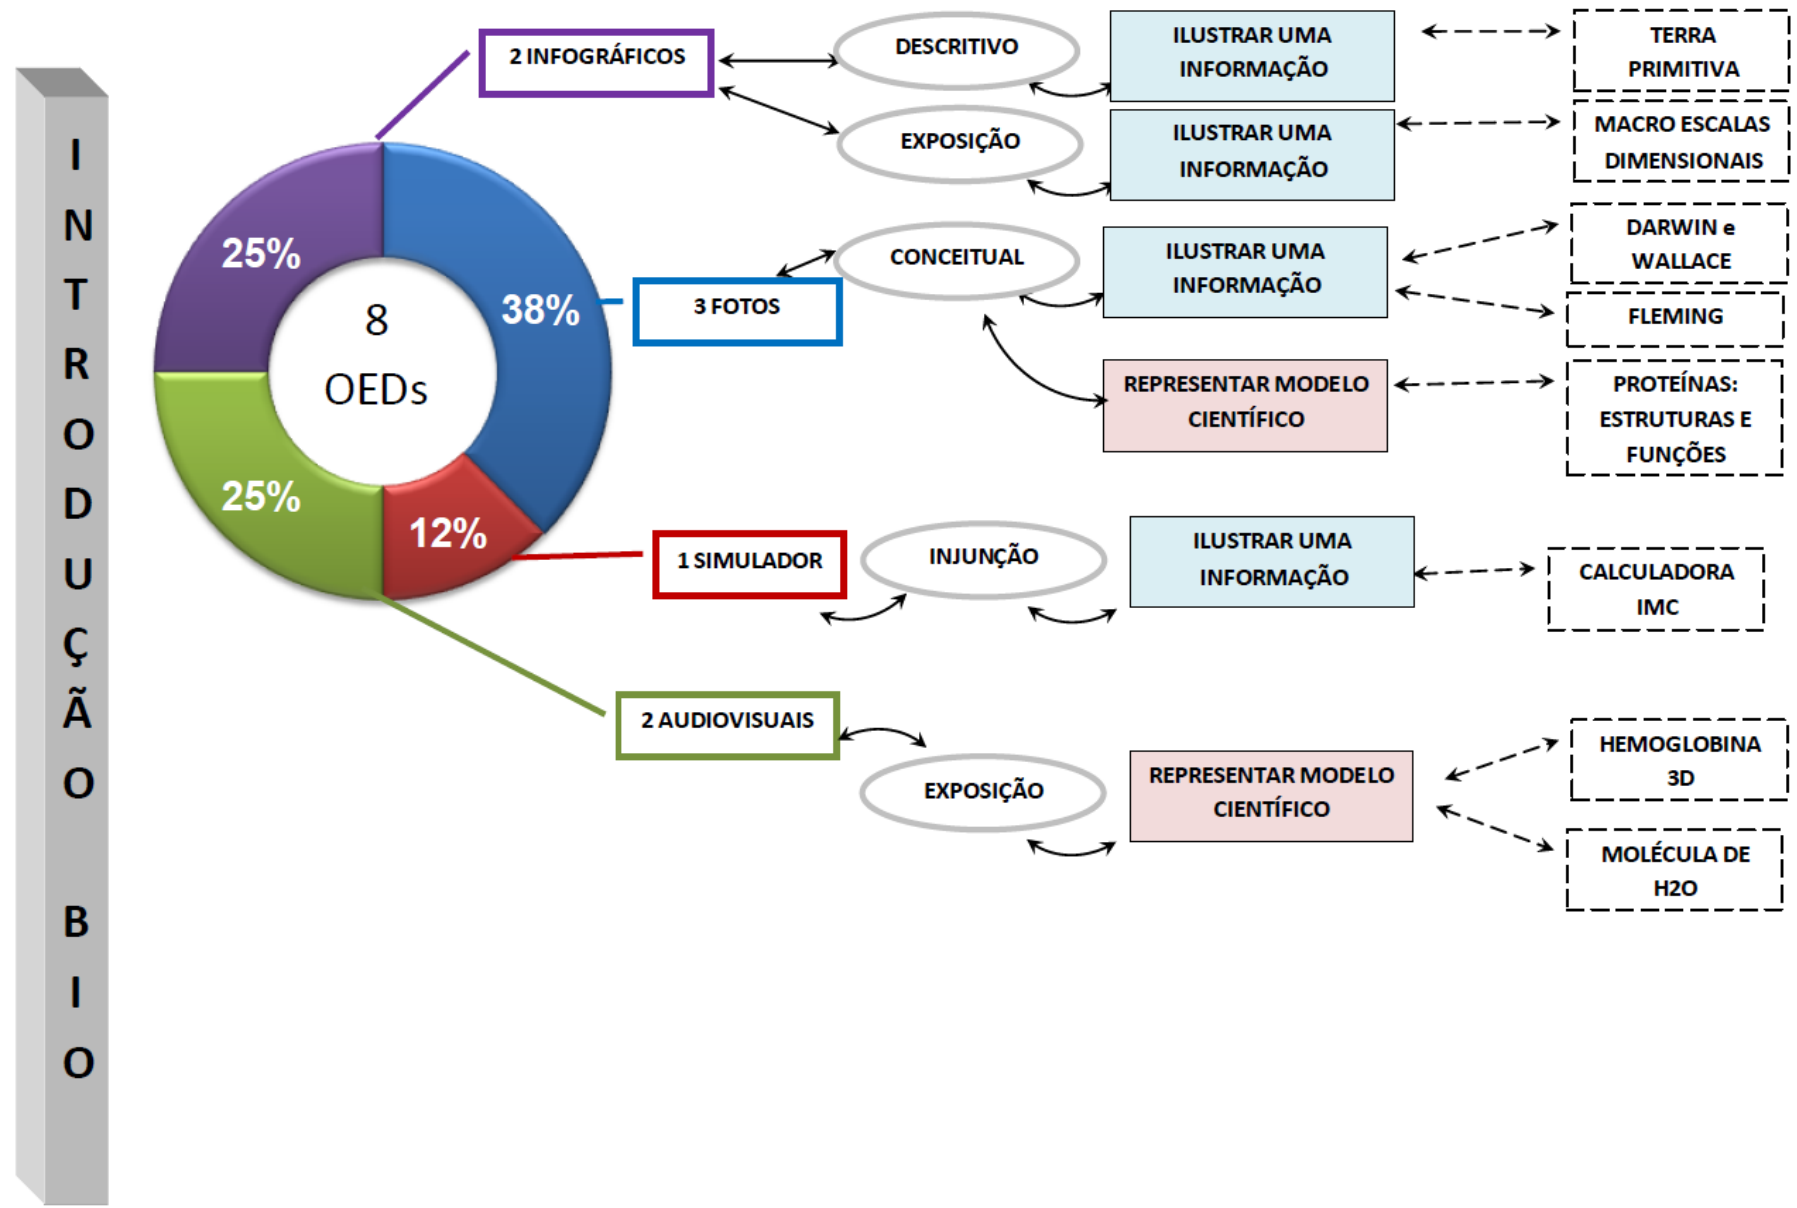 INTRODUÇÃO BIO
25%
38%
25%
12%
8
OEDs
2 INFOGRÁFICOS
DESCRITIVO
ILUSTRAR UMA
INFORMAÇÃO
TERRA
PRIMITIVA
EXPOSIÇÃO
ILUSTRAR UMA
INFORMAÇÃO
MACRO ESCALAS
DIMENSIONAIS
3 FOTOS
CONCEITUAL
ILUSTRAR UMA
INFORMAÇÃO
DARWIN e
WALLACE
FLEMING
REPRESENTAR MODELO
CIENTÍFICO
PROTEÍNAS:
ESTRUTURAS E
FUNÇÕES
1 SIMULADOR
INJUNÇÃO
ILUSTRAR UMA
INFORMAÇÃO
CALCULADORA
IMC
2 AUDIOVISUAIS
EXPOSIÇÃO
REPRESENTAR MODELO
CIENTÍFICO
HEMOGLOBINA
3D
MOLÉCULA DE
H2O